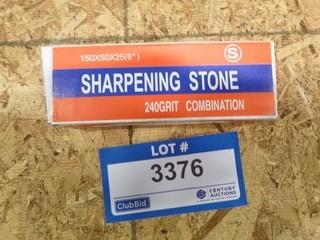 150X50X25(6")
S
SHARPENING STONE
240GRIT COMBINATION
LOT #
3376
ClubBid
CENTURY
AUCTIONS